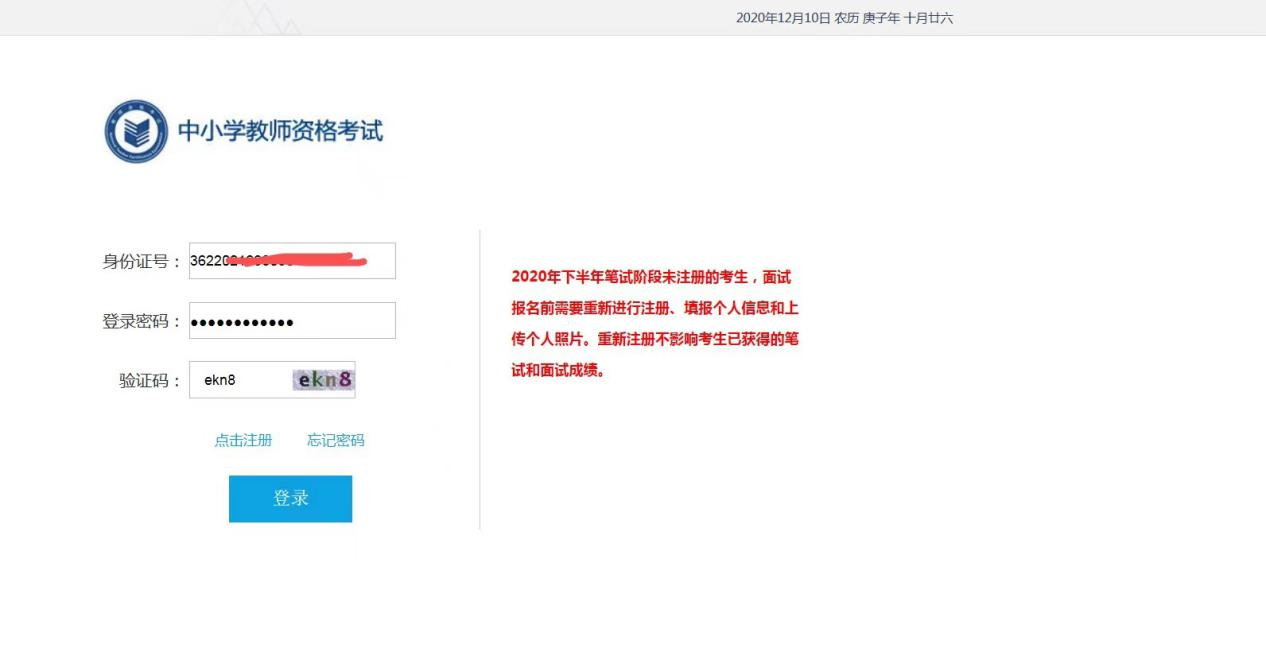 2020年12月10日 农历 庚子年 十月廿六
中小学教师资格考试
身份证号：
3622
登录密码：
●●●●●●●●●●●●
验证码：
ekn8
ekn8
点击注册 忘记密码
登录
2020年下半年笔试阶段未注册的考生，面试
报名前需要重新进行注册、填报个人信息和上
传个人照片。重新注册不影响考生已获得的笔
试和面试成绩。